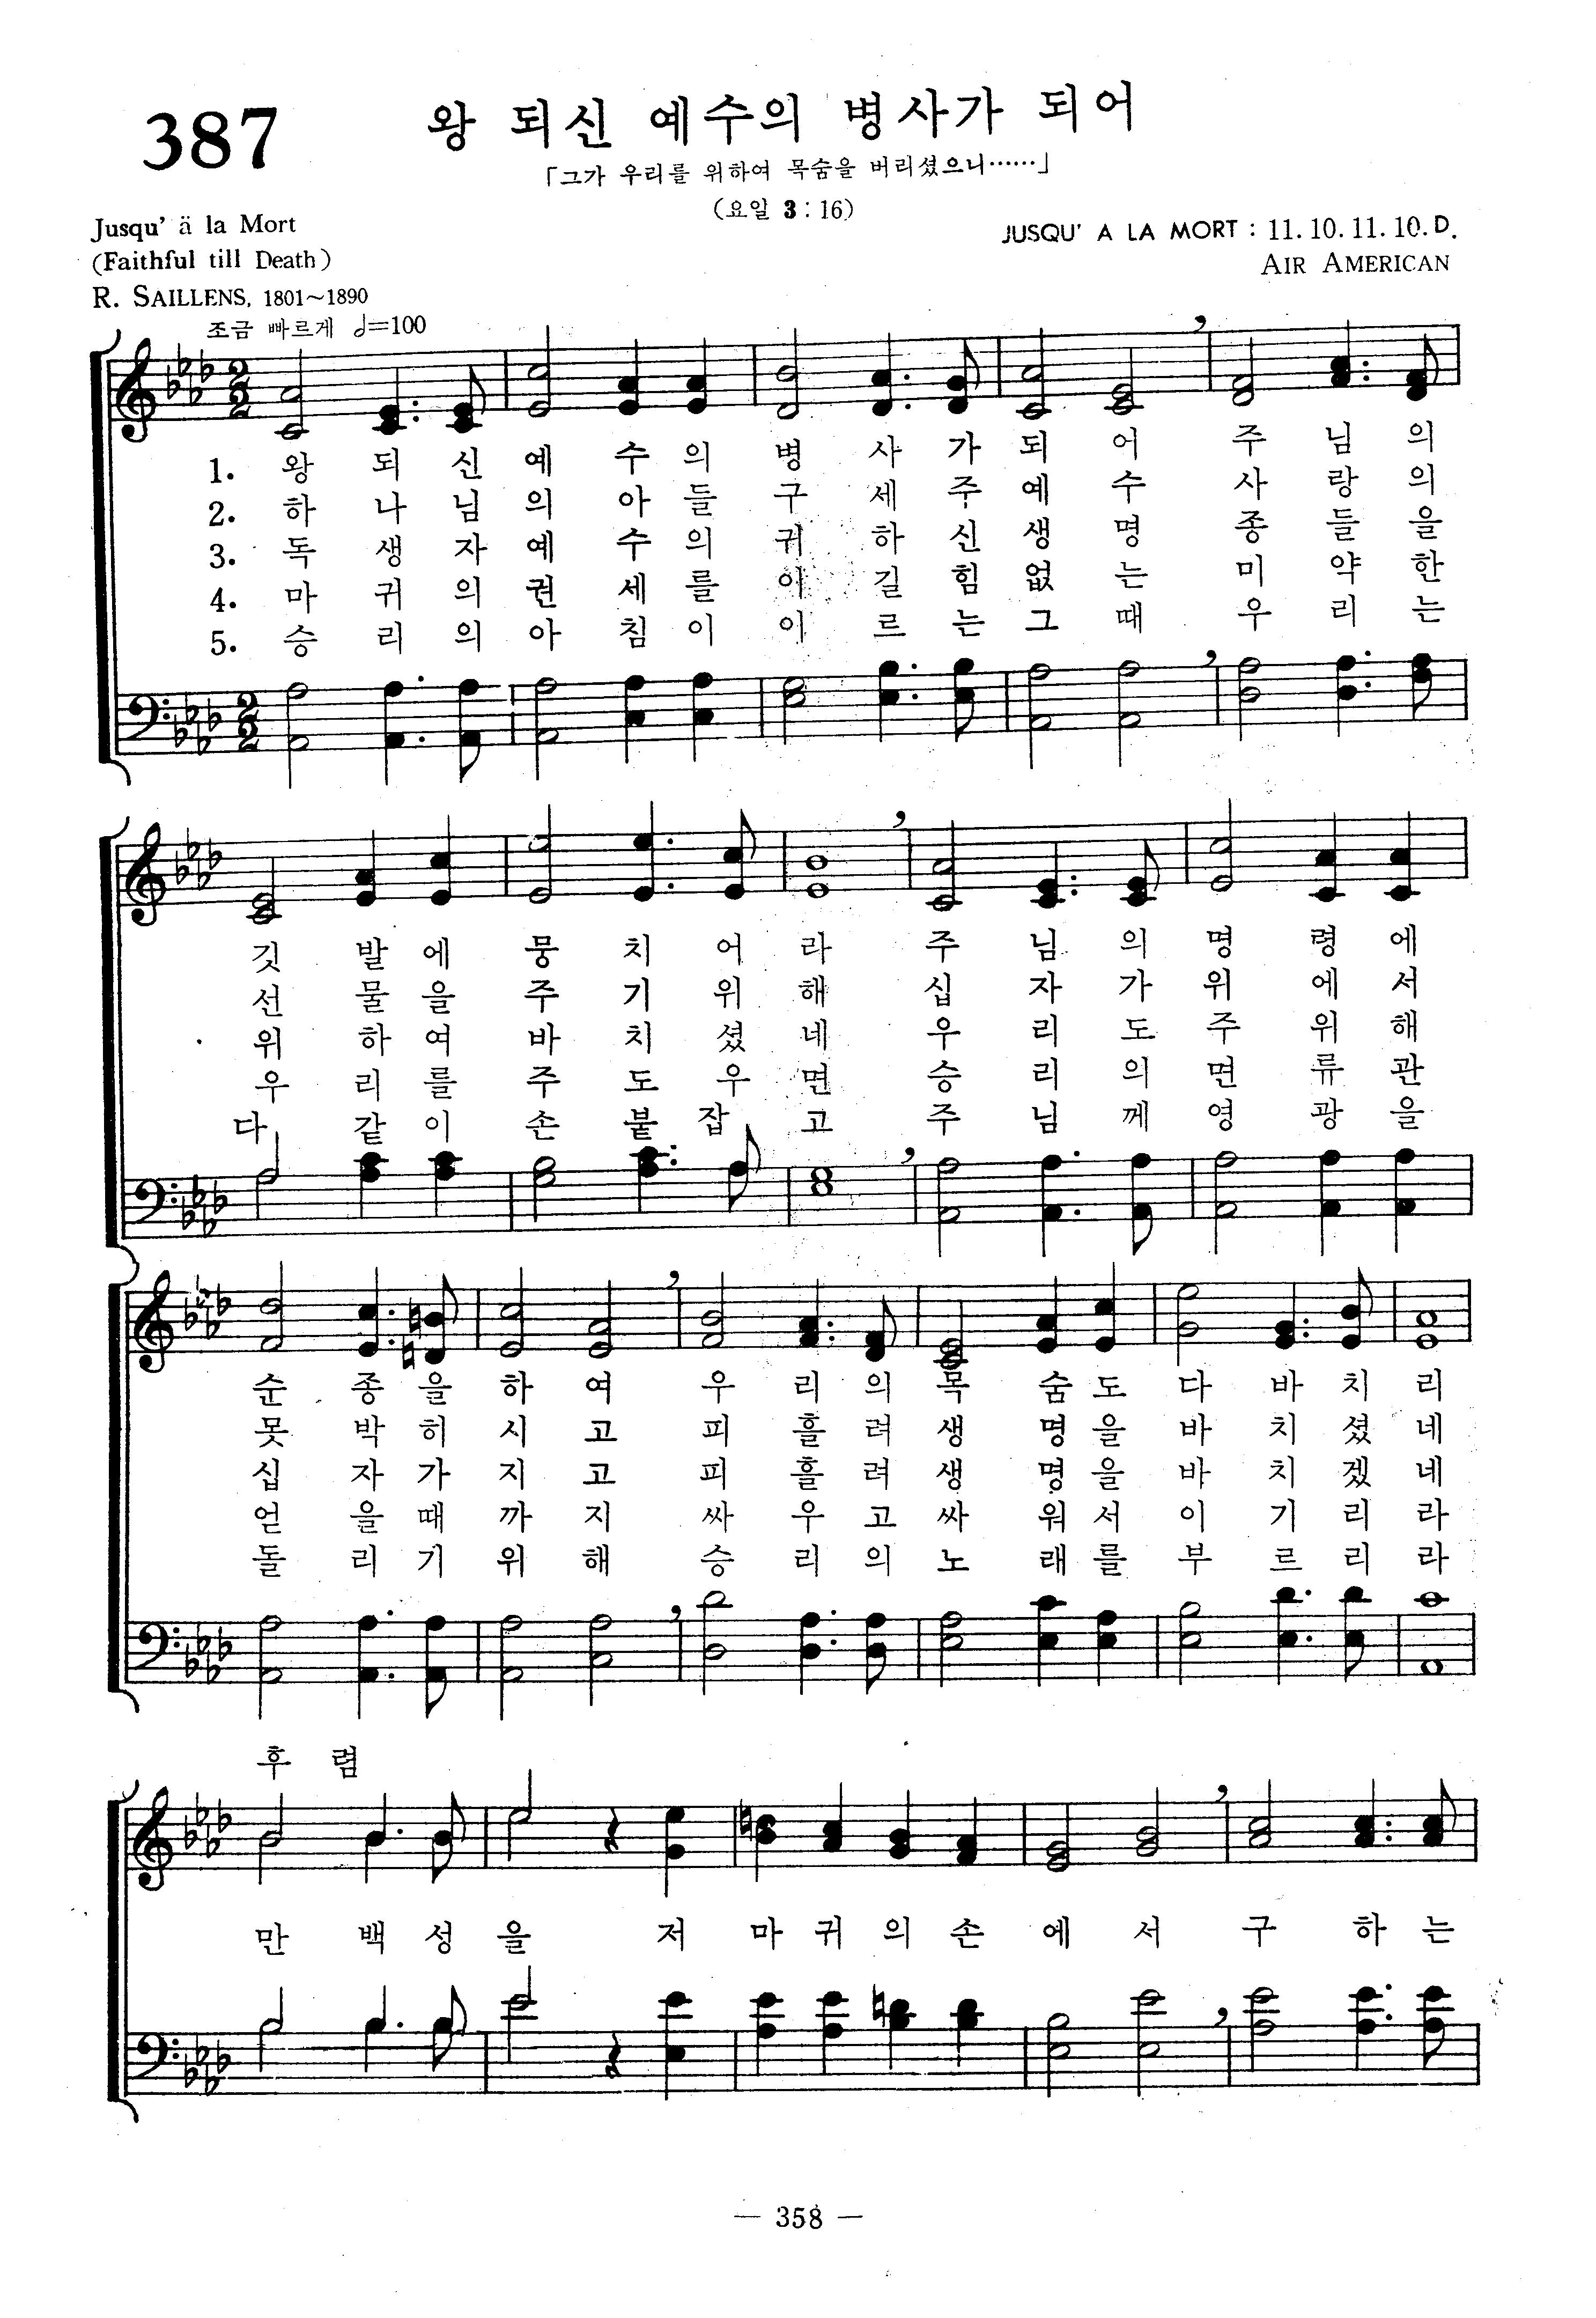 387
왕 되신 예수의 병사가 되어
「그가 우리를 위하여 목숨을 버리셨으니……」
(요일 3 : 16)
Jusqu' ä la Mort
(Faithful till Death)
R. SAILLENS, 1801~1890
JUSQU' A LA MORT : 11. 10. 11. 10. D.
AIR AMERICAN
조금 빠르게 𝅗𝅥=100
1. 왕 되 신 예 수 의 병 사 가 되 어 주 님 의
2. 하 나 님 의 아 들 구 세 주 예 수 사 랑 의
3. 독 생 자 예 수 의 귀 하 신 생 명 종 들 을
4. 마 귀 의 권 세 를 이 길 힘 없 는 미 약 한
5. 승 리 의 아 침 이 이 르 는 그 때 우 리 는
깃 발 에 뭉 치 어 라 주 님 의 명 령 에
선 물 을 주 기 위 해 십 자 가 위 에 서
위 하 여 바 치 셨 네 우 리 도 주 위 해
우 리 를 주 도 우 면 승 리 의 면 류 관
다 같 이 손 붙 잡 고 주 님 께 영 광 을
순 종 을 하 여 우 리 의 목 숨 도 다 바 치 리
못 박 히 시 고 피 흘 려 생 명 을 바 치 셨 네
십 자 가 지 고 피 흘 려 생 명 을 바 치 겠 네
얻 을 때 까 지 싸 우 고 싸 워 서 이 기 리 라
돌 리 기 위 해 승 리 의 노 래 를 부 르 리 라
후 렴
만 백 성 을 저 마 귀 의 손 에 서 구 하 는
— 358 —